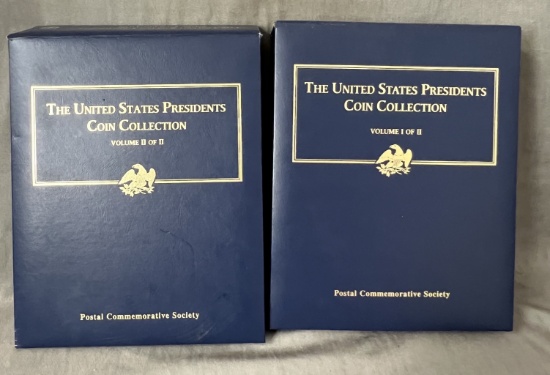 THE UNITED STATES PRESIDENTS
COIN COLLECTION
VOLUME II OF II
Postal Commemorative Society
THE UNITED STATES PRESIDENTS
COIN COLLECTION
VOLUME I OF II
Postal Commemorative Society